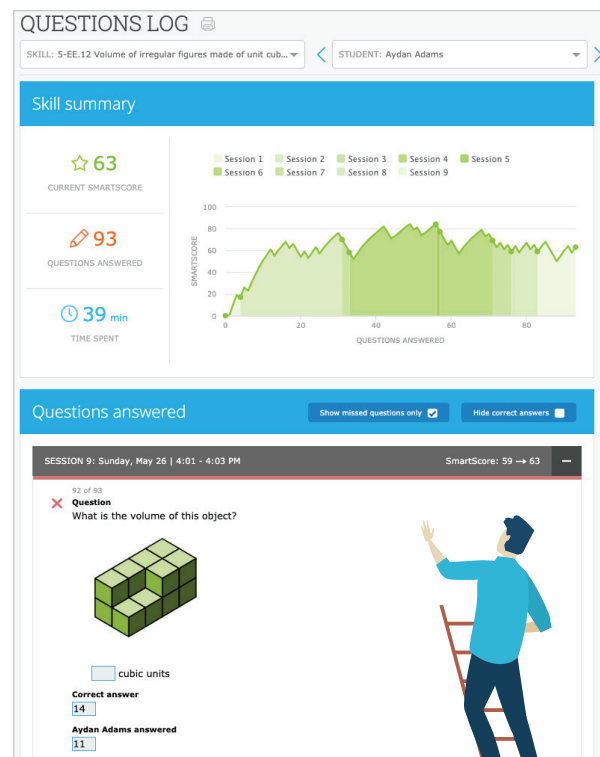 QUESTIONS LOG
SKILL: 5-EE.12 Volume of irregular figures made of unit cub...
STUDENT: Aydan Adams
Skill summary
63
CURRENT SMARTSCORE
93
QUESTIONS ANSWERED
39 min
TIME SPENT
Session 1 Session 2 Session 3 Session 4 Session 5
Session 6 Session 7 Session 8 Session 9
SMARTSCORE
100
80
60
40
20
0
0 20 40 60 80
QUESTIONS ANSWERED
Questions answered
Show missed questions only
Hide correct answers
SESSION 9: Sunday, May 26 | 4:01 - 4:03 PM
SmartScore: 59 → 63
92 of 93
Question
What is the volume of this object?
cubic units
Correct answer
14
Aydan Adams answered
11